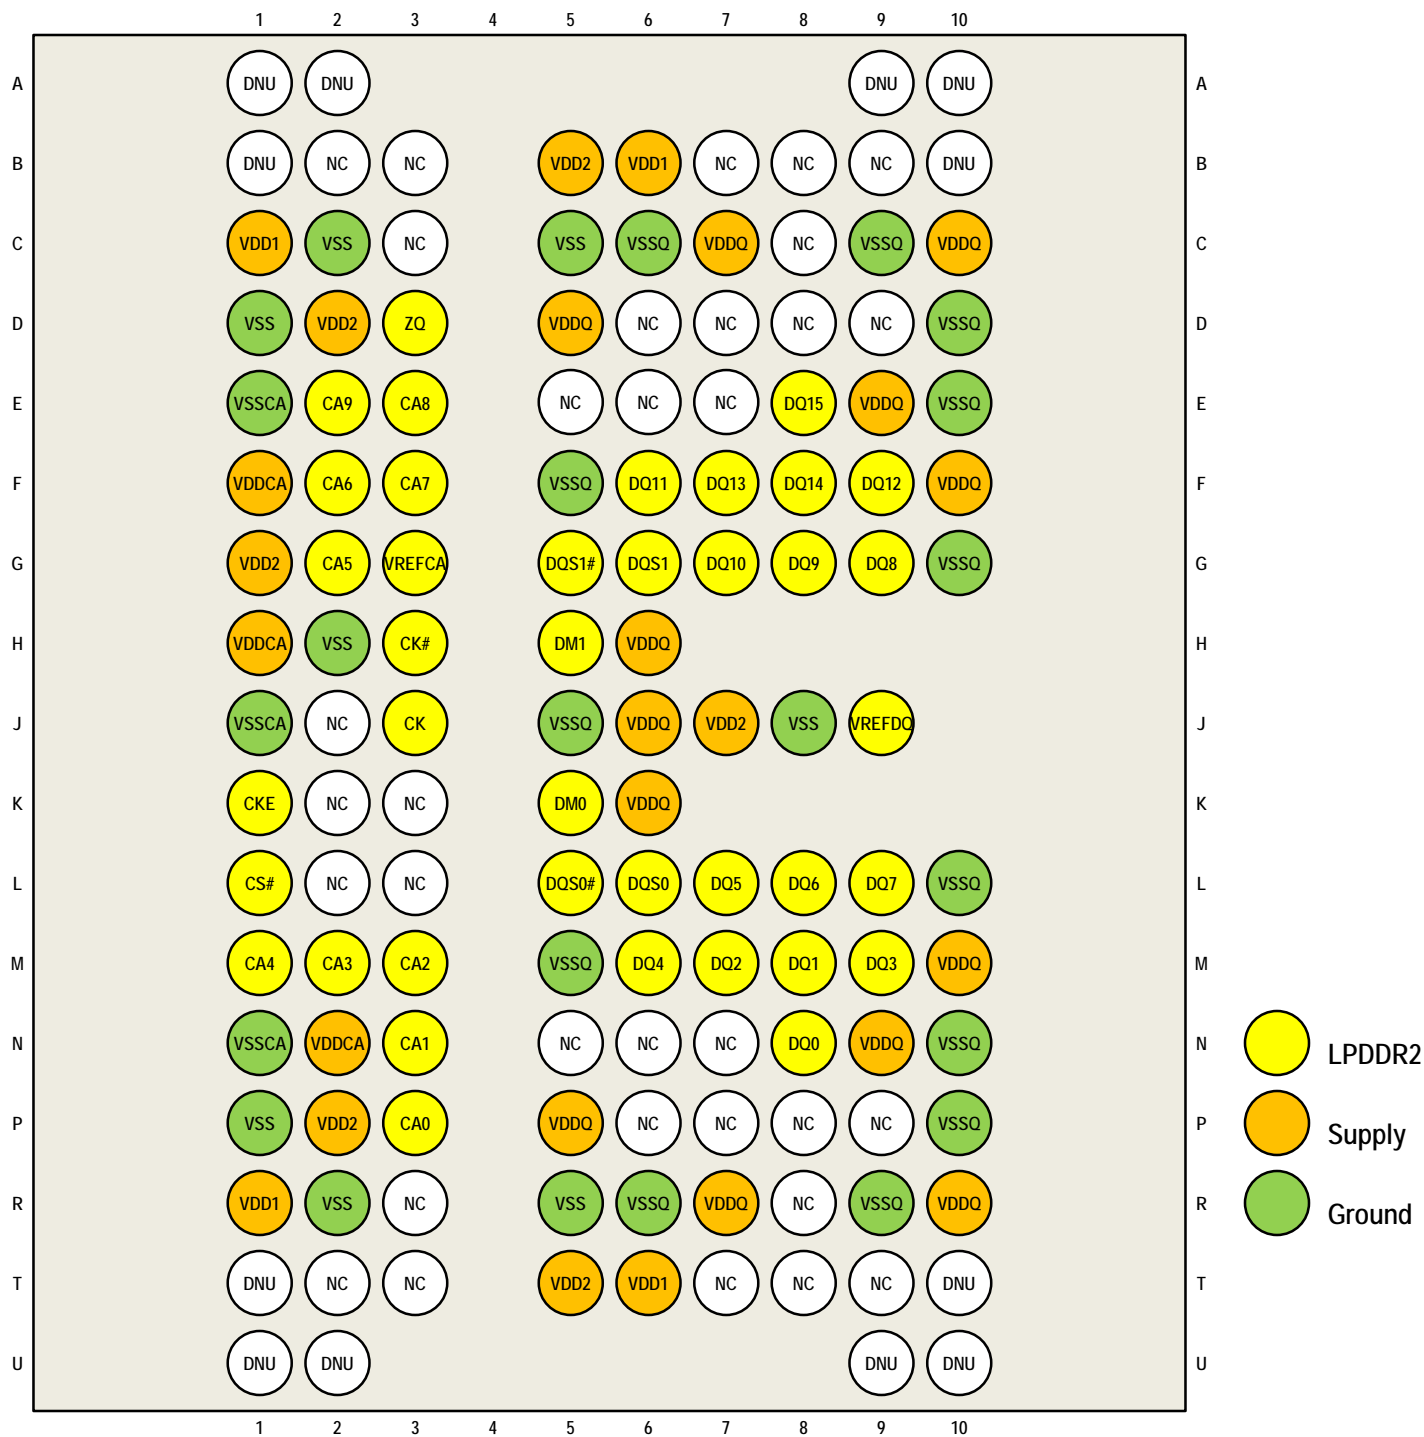 1 2 3 4 5 6 7 8 9 10
A DNU DNU DNU DNU A
B DNU NC NC VDD2 VDD1 NC NC NC DNU B
C VDD1 VSS NC VSS VSSQ VDDQ NC VSSQ VDDQ C
D VSS VDD2 ZQ VDDQ NC NC NC NC VSSQ D
E VSSCA CA9 CA8 NC NC NC DQ15 VDDQ VSSQ E
F VDDCA CA6 CA7 VSSQ DQ11 DQ13 DQ14 DQ12 VDDQ F
G VDD2 CA5 VREFCA DQS1# DQS1 DQ10 DQ9 DQ8 VSSQ G
H VDDCA VSS CK# DM1 VDDQ H
J VSSCA NC CK VSSQ VDDQ VDD2 VSS VREFDQ J
K CKE NC NC DM0 VDDQ K
L CS# NC NC DQS0# DQS0 DQ5 DQ6 DQ7 VSSQ L
M CA4 CA3 CA2 VSSQ DQ4 DQ2 DQ1 DQ3 VDDQ M
N VSSCA VDDCA CA1 NC NC NC DQ0 VDDQ VSSQ N
P VSS VDD2 CA0 VDDQ NC NC NC NC VSSQ P
R VDD1 VSS NC VSS VSSQ VDDQ NC VSSQ VDDQ R
T DNU NC NC VDD2 VDD1 NC NC NC DNU T
U DNU DNU DNU DNU U
1 2 3 4 5 6 7 8 9 10
LPDDR2
Supply
Ground